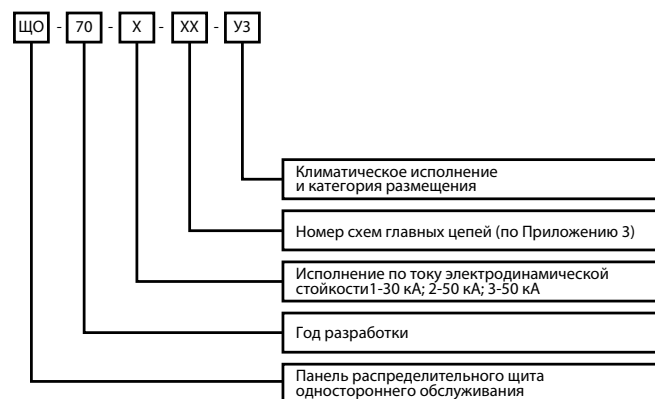 ЩО - 70 - Х - ХХ - У3
Климатическое исполнение
и категория размещения
Номер схем главных цепей (по Приложению 3)
Исполнение по току электродинамической
стойкости1-30 кА; 2-50 кА; 3-50 кА
Год разработки
Панель распределительного щита
одностороннего обслуживания